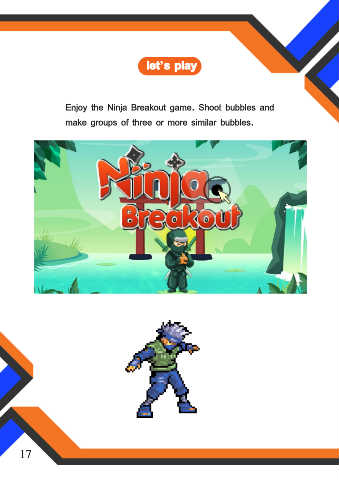 let's play
Enjoy the Ninja Breakout game. Shoot bubbles and
make groups of three or more similar bubbles.
Ninja
Breakout
17